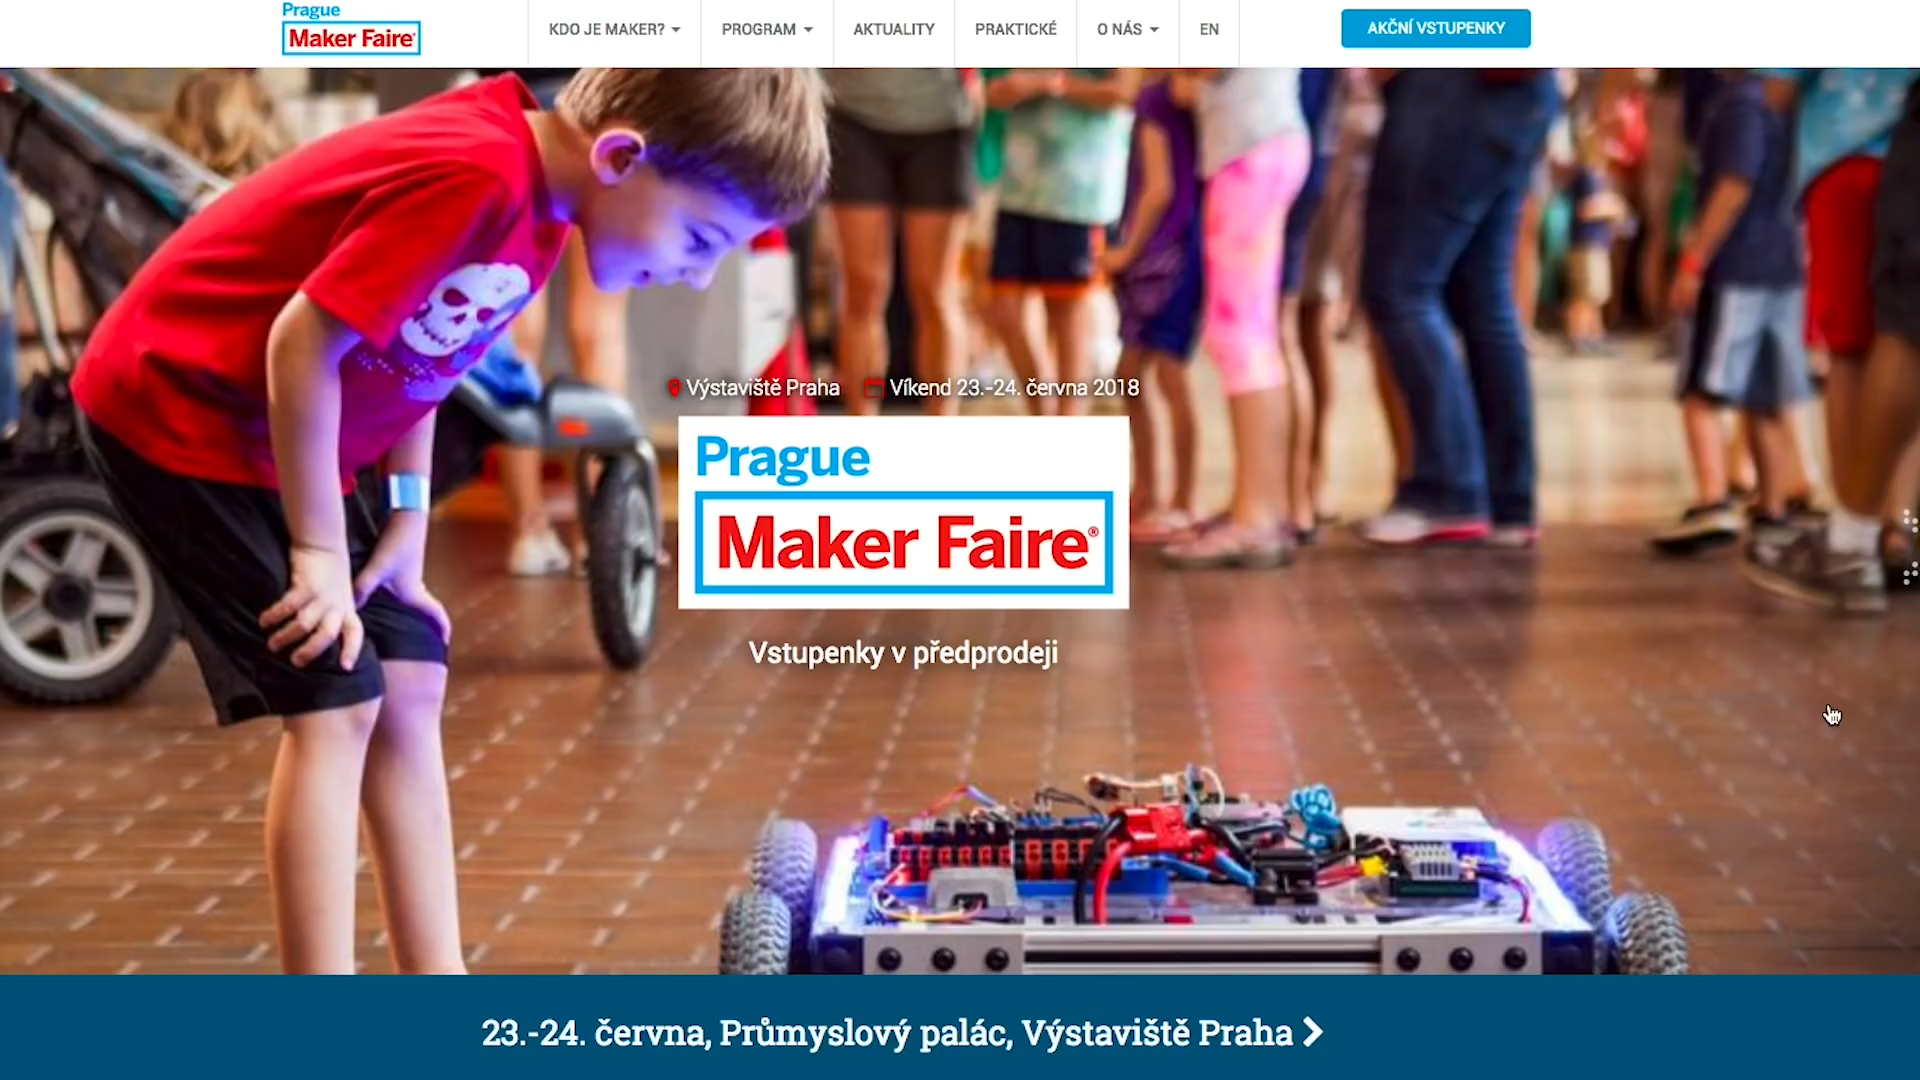 Prague
Maker Faire®
KDO JE MAKER?
PROGRAM
AKTUALITY
PRAKTICKÉ
O NÁS
EN
AKČNÍ VSTUPENKY
Výstaviště Praha
Víkend 23.-24. června 2018
Prague
Maker Faire®
Vstupenky v předprodeji
23.-24. června, Průmyslový palác, Výstaviště Praha